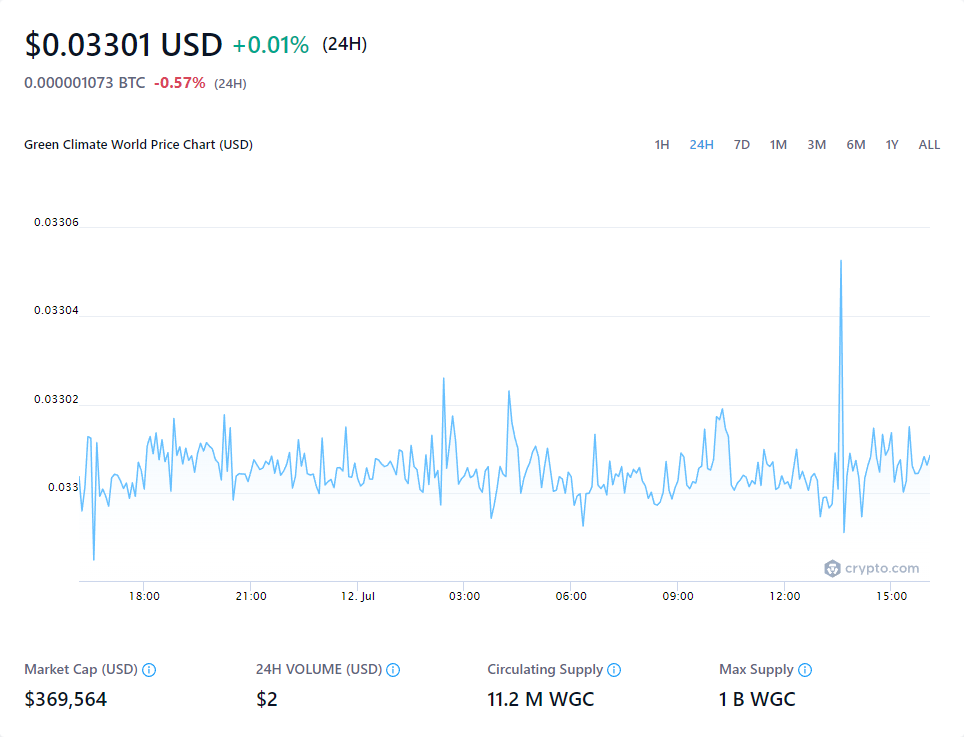 $0.03301 USD +0.01% (24H)
0.000001073 BTC -0.57% (24H)
Green Climate World Price Chart (USD) 1H 24H 7D 1M 3M 6M 1Y ALL
0.03306
0.03304
0.03302
0.033
crypto.com
18:00 21:00 12. Jul 03:00 06:00 09:00 12:00 15:00
Market Cap (USD) 24H VOLUME (USD) Circulating Supply Max Supply
$369,564 $2 11.2 M WGC 1 B WGC